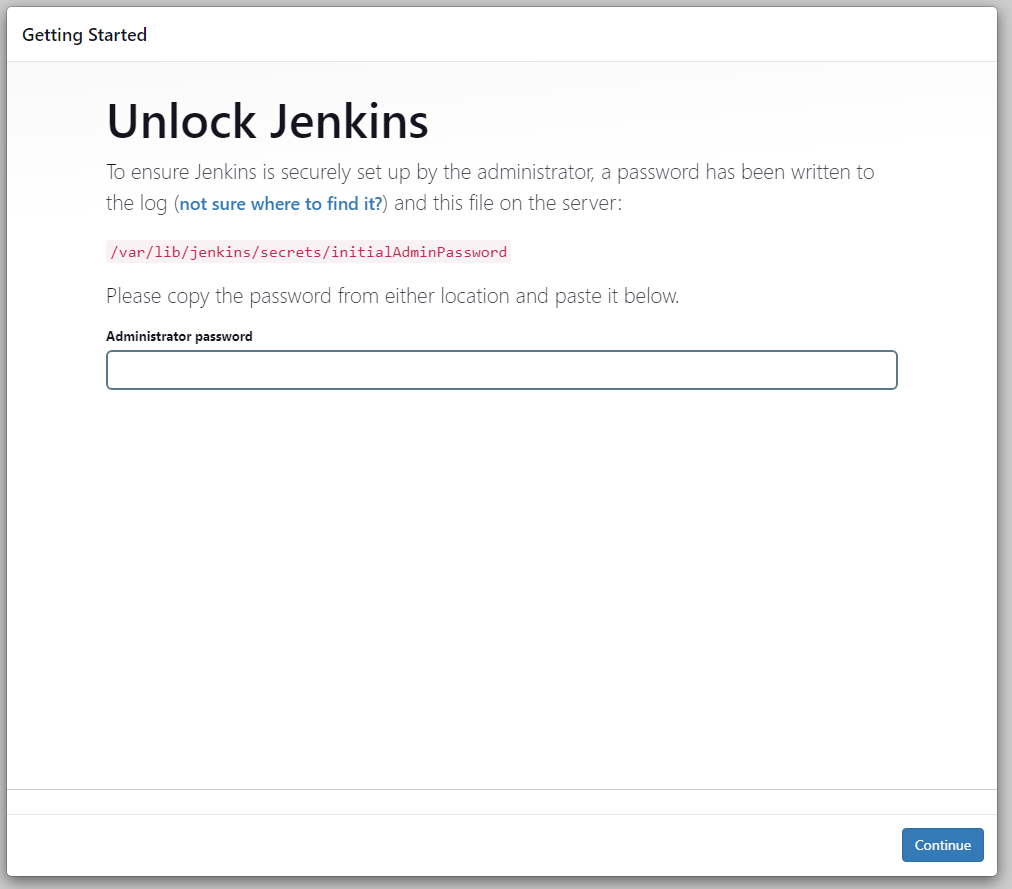 Getting Started
Unlock Jenkins
To ensure Jenkins is securely set up by the administrator, a password has been written to
the log (not sure where to find it?) and this file on the server:
/var/lib/jenkins/secrets/initialAdminPassword
Please copy the password from either location and paste it below.
Administrator password
Continue